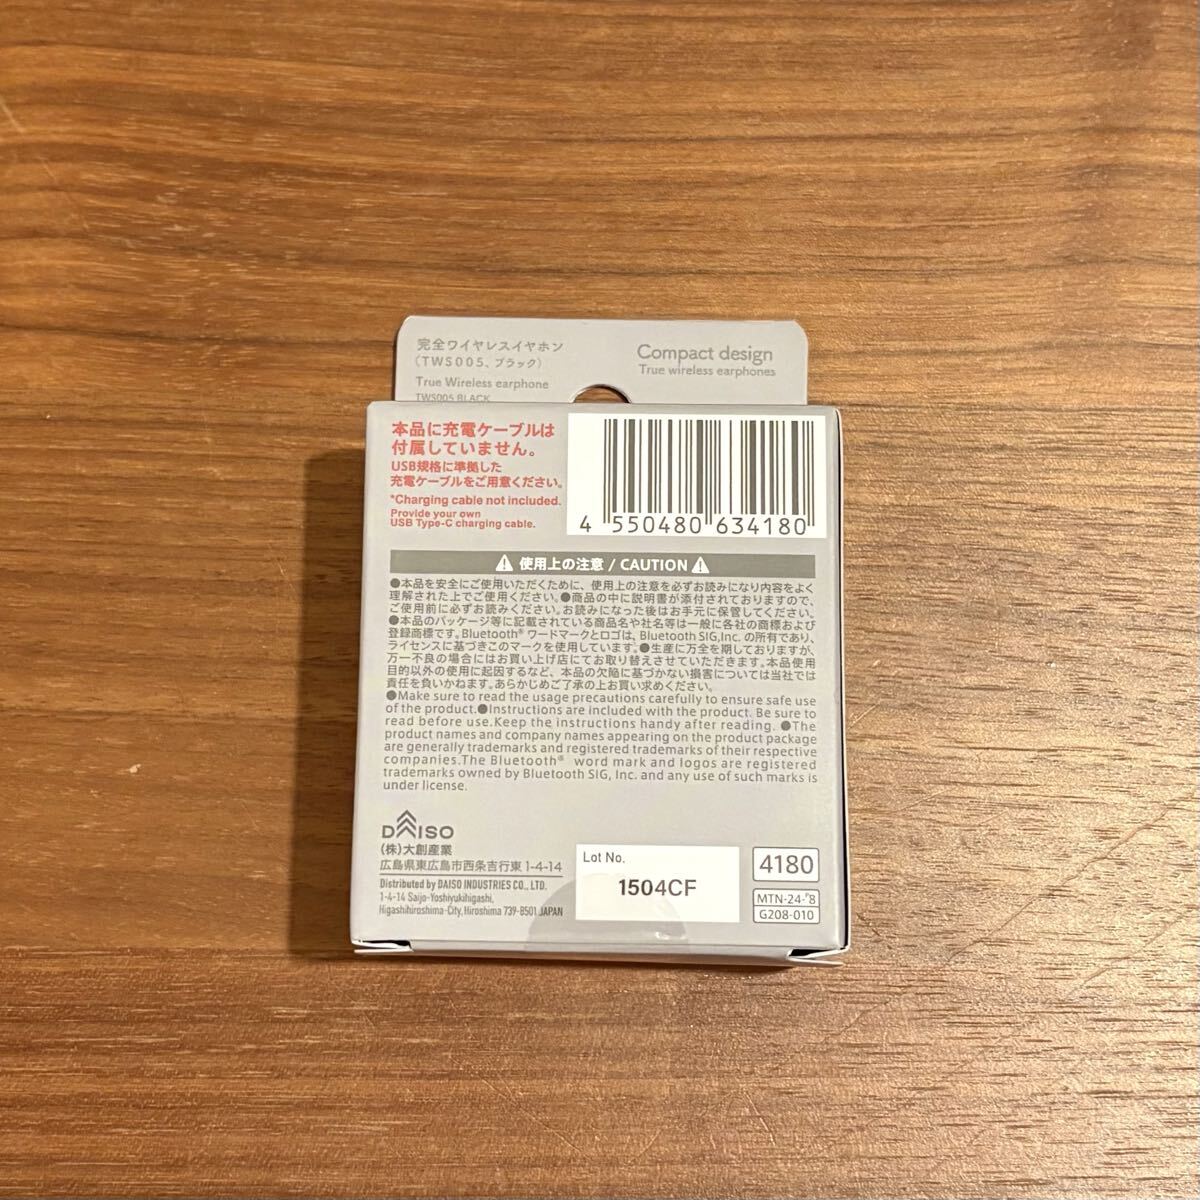 完全ワイヤレスイヤホン
(TWS005、ブラック)
True Wireless earphone
TWS005 BLACK
Compact design
True wireless earphones
本品に充電ケーブルは
付属していません。
USB規格に準拠した
充電ケーブルをご用意ください。
*Charging cable not included.
Provide your own
USB Type-C charging cable.
4 550480 634180
使用上の注意 / CAUTION
●本品を安全にご使用いただくために、使用上の注意を必ずお読みになり内容をよく
理解された上でご使用ください。●商品の中に説明書が添付されておりますので、
ご使用前に必ずお読みください。お読みになった後はお手元に保管してください。
●本品のパッケージ等に記載されている商品名や社名等は一般に各社の商標および
登録商標です。Bluetooth® ワードマークとロゴは、Bluetooth SIG,Inc. の所有であり、
ライセンスに基づきこのマークを使用しています。●生産に万全を期しておりますが、
万一不良の場合にはお買い上げ店にてお取り替えさせていただきます。本品使用
目的以外の使用に起因するなど、本品の欠陥に基づかない損害については当社では
責任を負いかねます。あらかじめご了承の上お買い求めください。
●Make sure to read the usage precautions carefully to ensure safe use
of the product.●Instructions are included with the product. Be sure to
read before use.Keep the instructions handy after reading. ●The
product names and company names appearing on the product package
are generally trademarks and registered trademarks of their respective
companies.The Bluetooth® word mark and logos are registered
trademarks owned by Bluetooth SIG, Inc. and any use of such marks is
under license.
DAISO
(株)大創産業
広島県東広島市西条吉行東 1-4-14
Distributed by DAISO INDUSTRIES CO., LTD.
1-4-14 Saijo-Yoshiyukihigashi,
Higashihiroshima-City, Hiroshima 739-8501 JAPAN
Lot No.
1504CF
4180
MTN-24-P8
G208-010